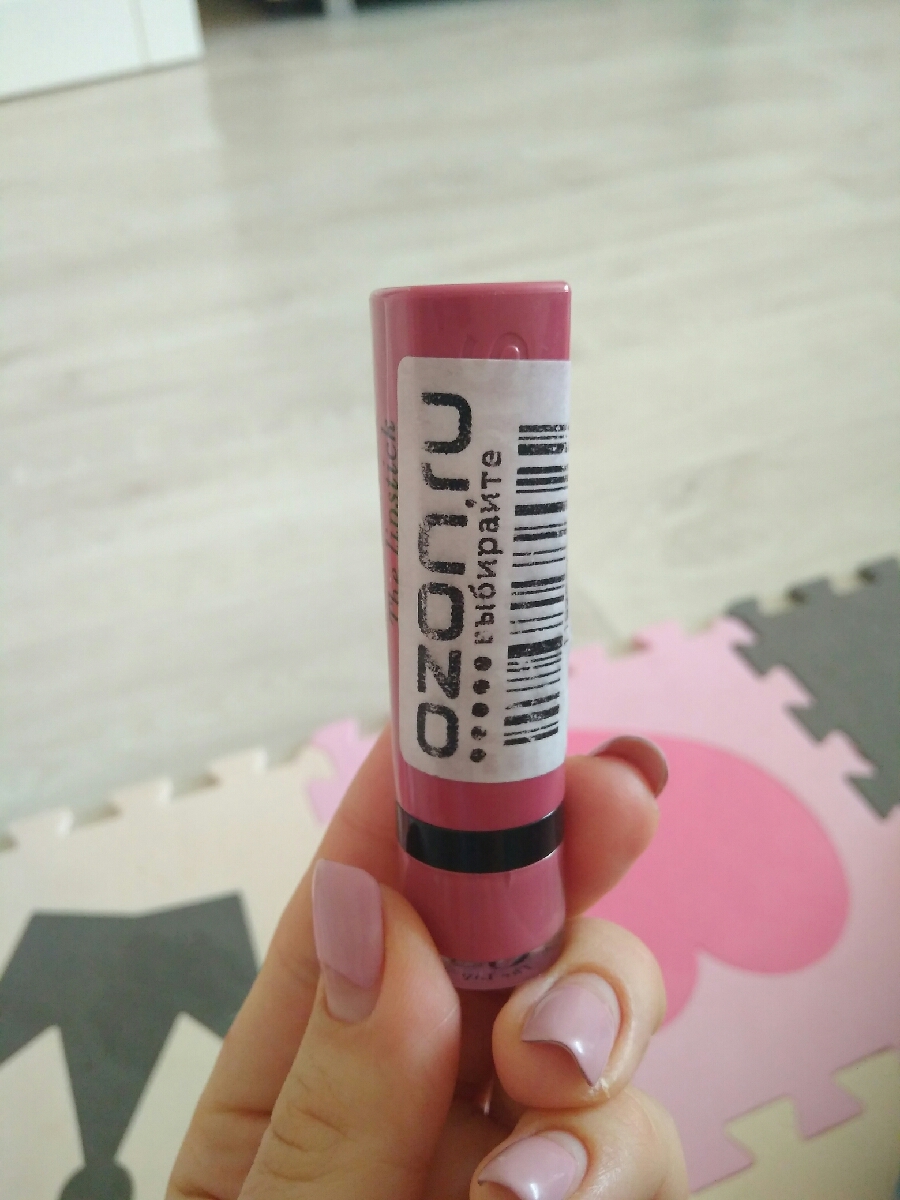 The lipstick
OZON.ru
выбирайте